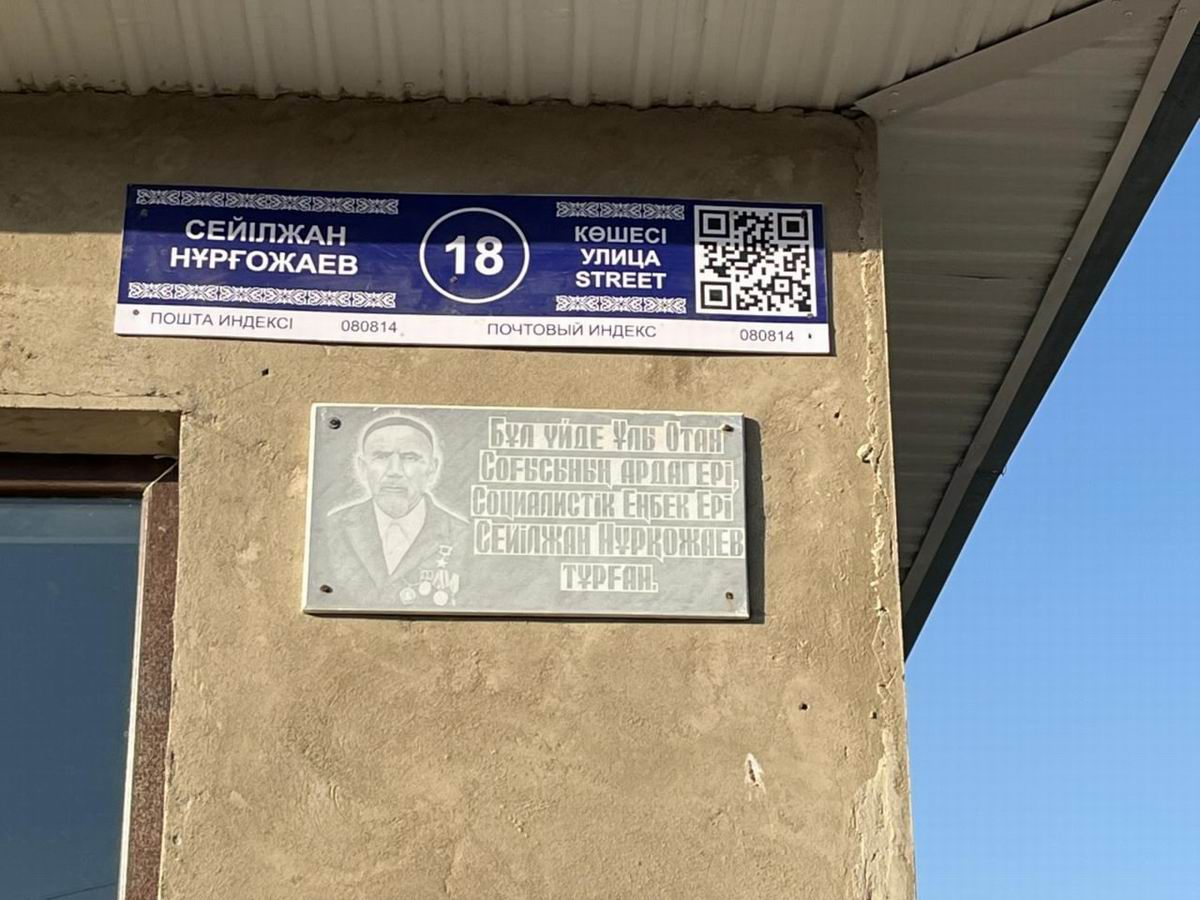 СЕЙІЛЖАН
НҰРҒОЖАЕВ
18
КӨШЕСІ
УЛИЦА
STREET
ПОШТА ИНДЕКСІ 080814 ПОЧТОВЫЙ ИНДЕКС 080814
Бұл үйде Ұлы Отан
Соғысының ардагері,
Социалистік Еңбек Ері
Сейілжан Нұрқожаев
тұрған.